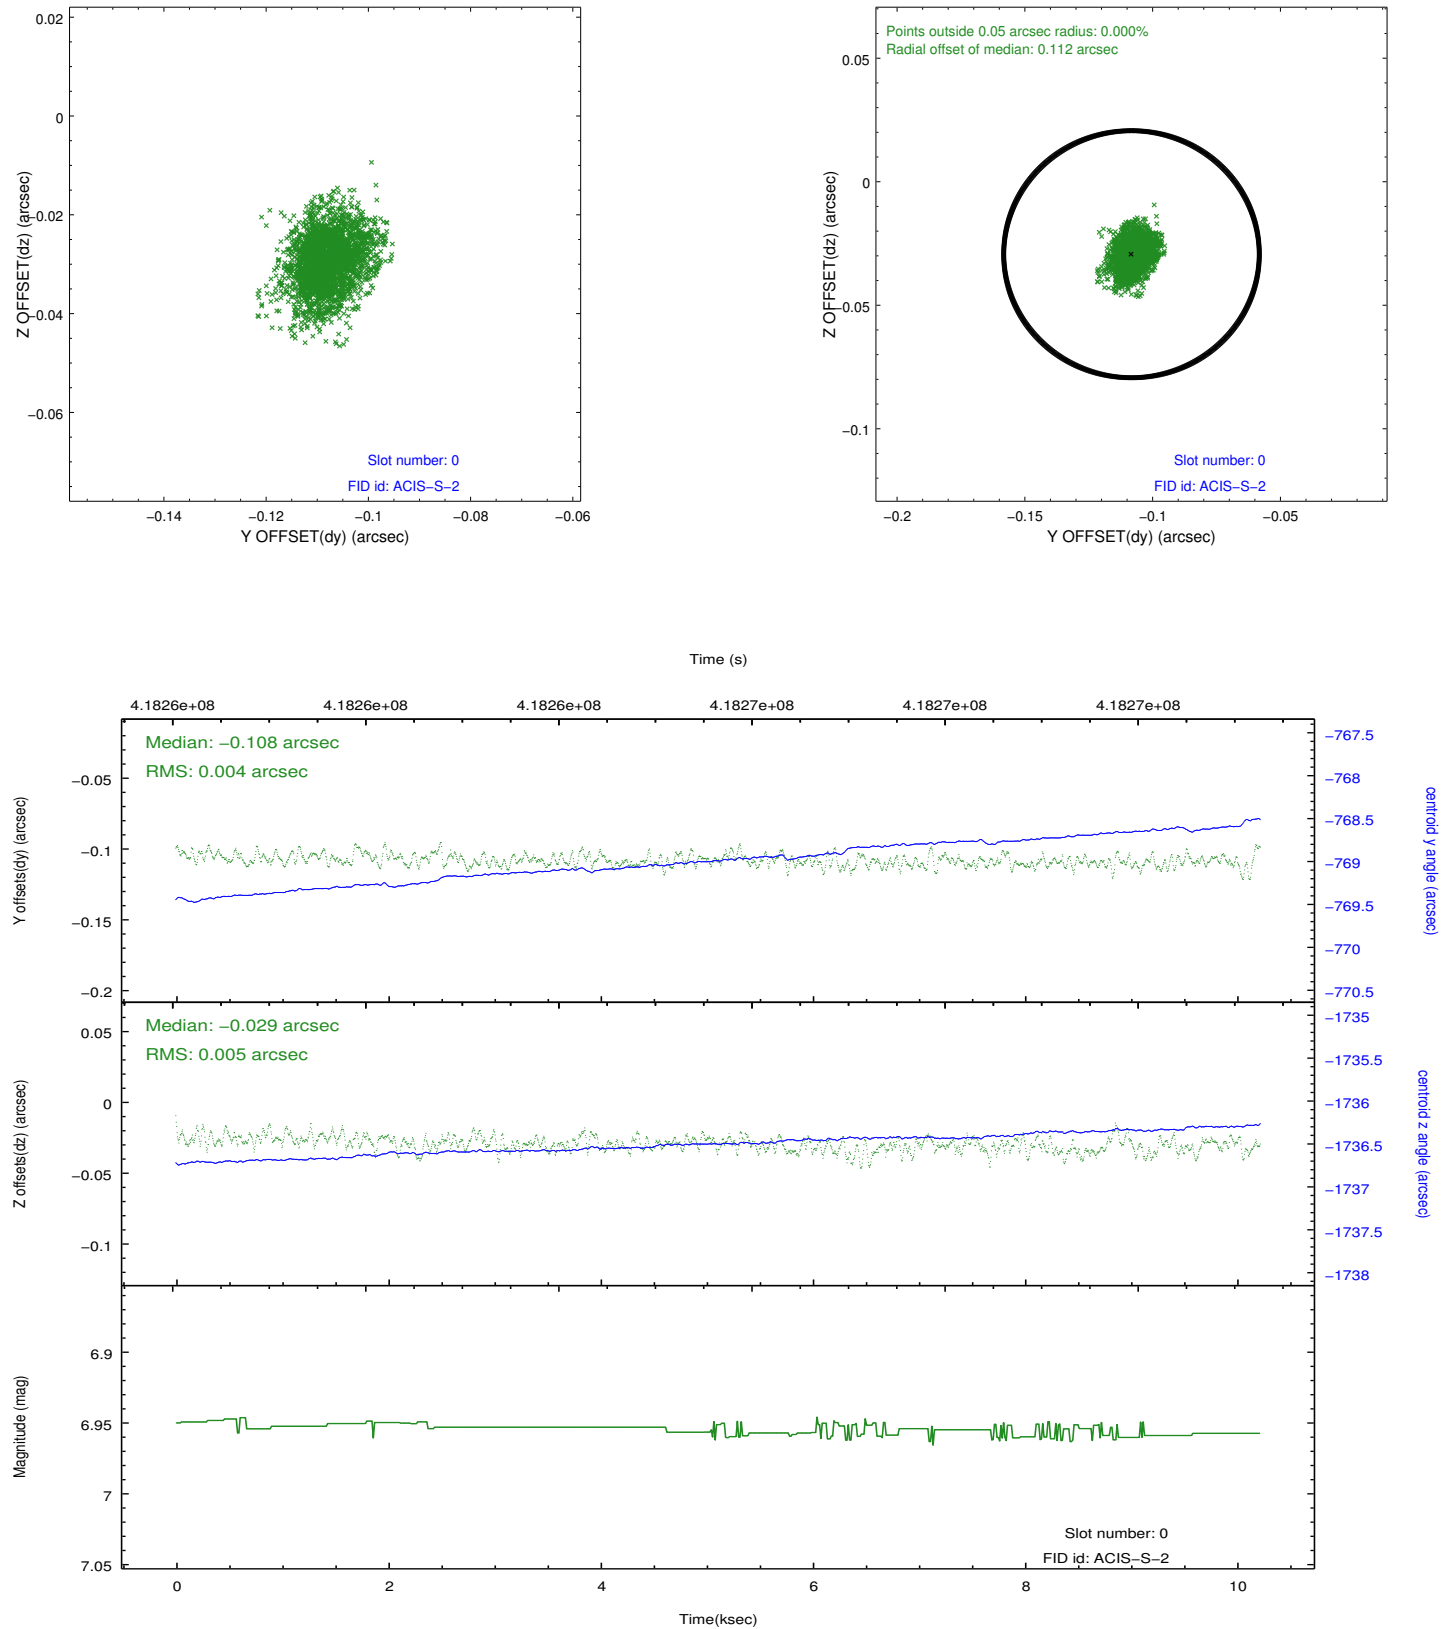 0.02
0
−0.02
−0.04
−0.06
Z OFFSET(dz) (arcsec)
Slot number: 0
FID id: ACIS−S−2
−0.14 −0.12 −0.1 −0.08 −0.06
Y OFFSET(dy) (arcsec)
Points outside 0.05 arcsec radius: 0.000%
Radial offset of median: 0.112 arcsec
0.05
0
−0.05
−0.1
Z OFFSET(dz) (arcsec)
Slot number: 0
FID id: ACIS−S−2
−0.2 −0.15 −0.1 −0.05
Y OFFSET(dy) (arcsec)
Time (s)
4.1826e+08 4.1826e+08 4.1826e+08 4.1827e+08 4.1827e+08 4.1827e+08
Median: −0.108 arcsec
RMS: 0.004 arcsec
−0.05
−0.1
−0.15
−0.2
Y offsets(dy) (arcsec)
−767.5
−768
−768.5
−769
−769.5
−770
−770.5
centroid y angle (arcsec)
Median: −0.029 arcsec
RMS: 0.005 arcsec
0.05
0
−0.05
−0.1
Z offsets(dz) (arcsec)
−1735
−1735.5
−1736
−1736.5
−1737
−1737.5
−1738
centroid z angle (arcsec)
6.9
6.95
7
7.05
Magnitude (mag)
Slot number: 0
FID id: ACIS−S−2
0 2 4 6 8 10
Time(ksec)